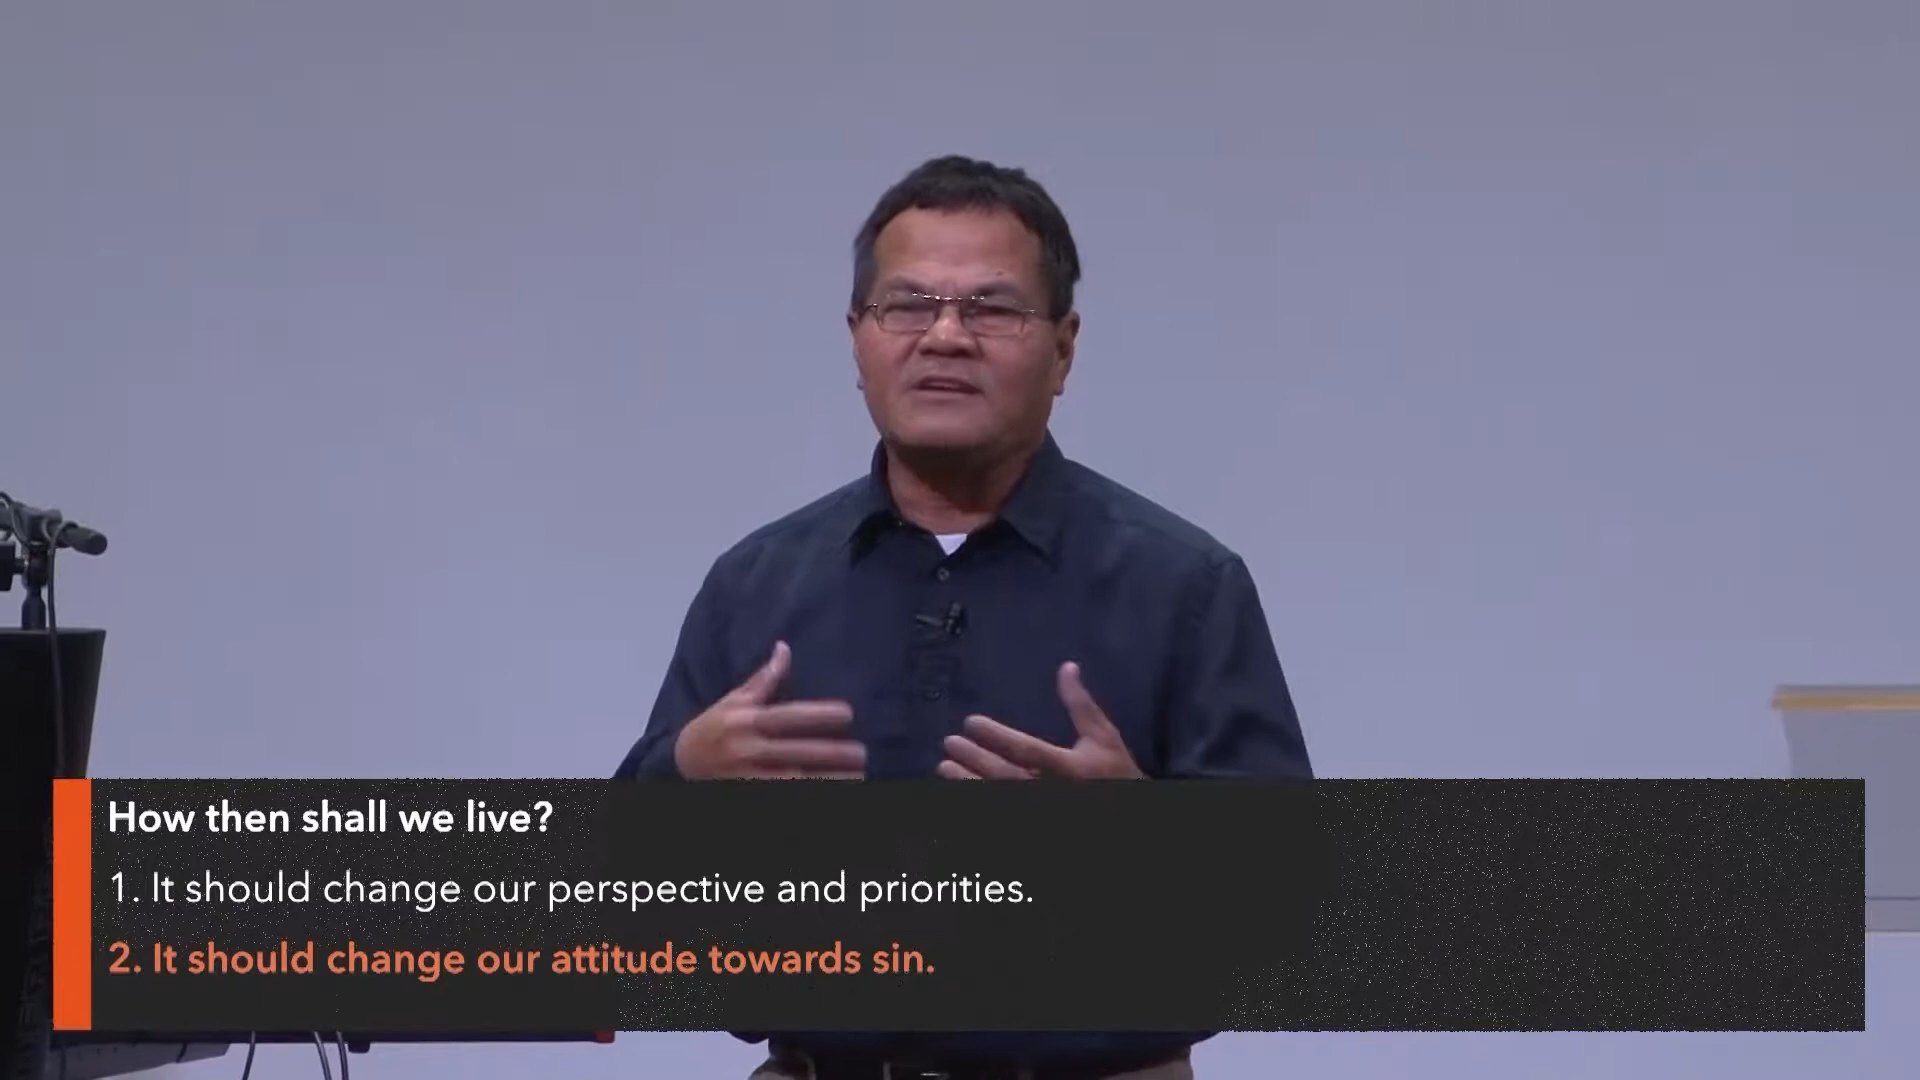 How then shall we live?
1. It should change our perspective and priorities.
2. It should change our attitude towards sin.